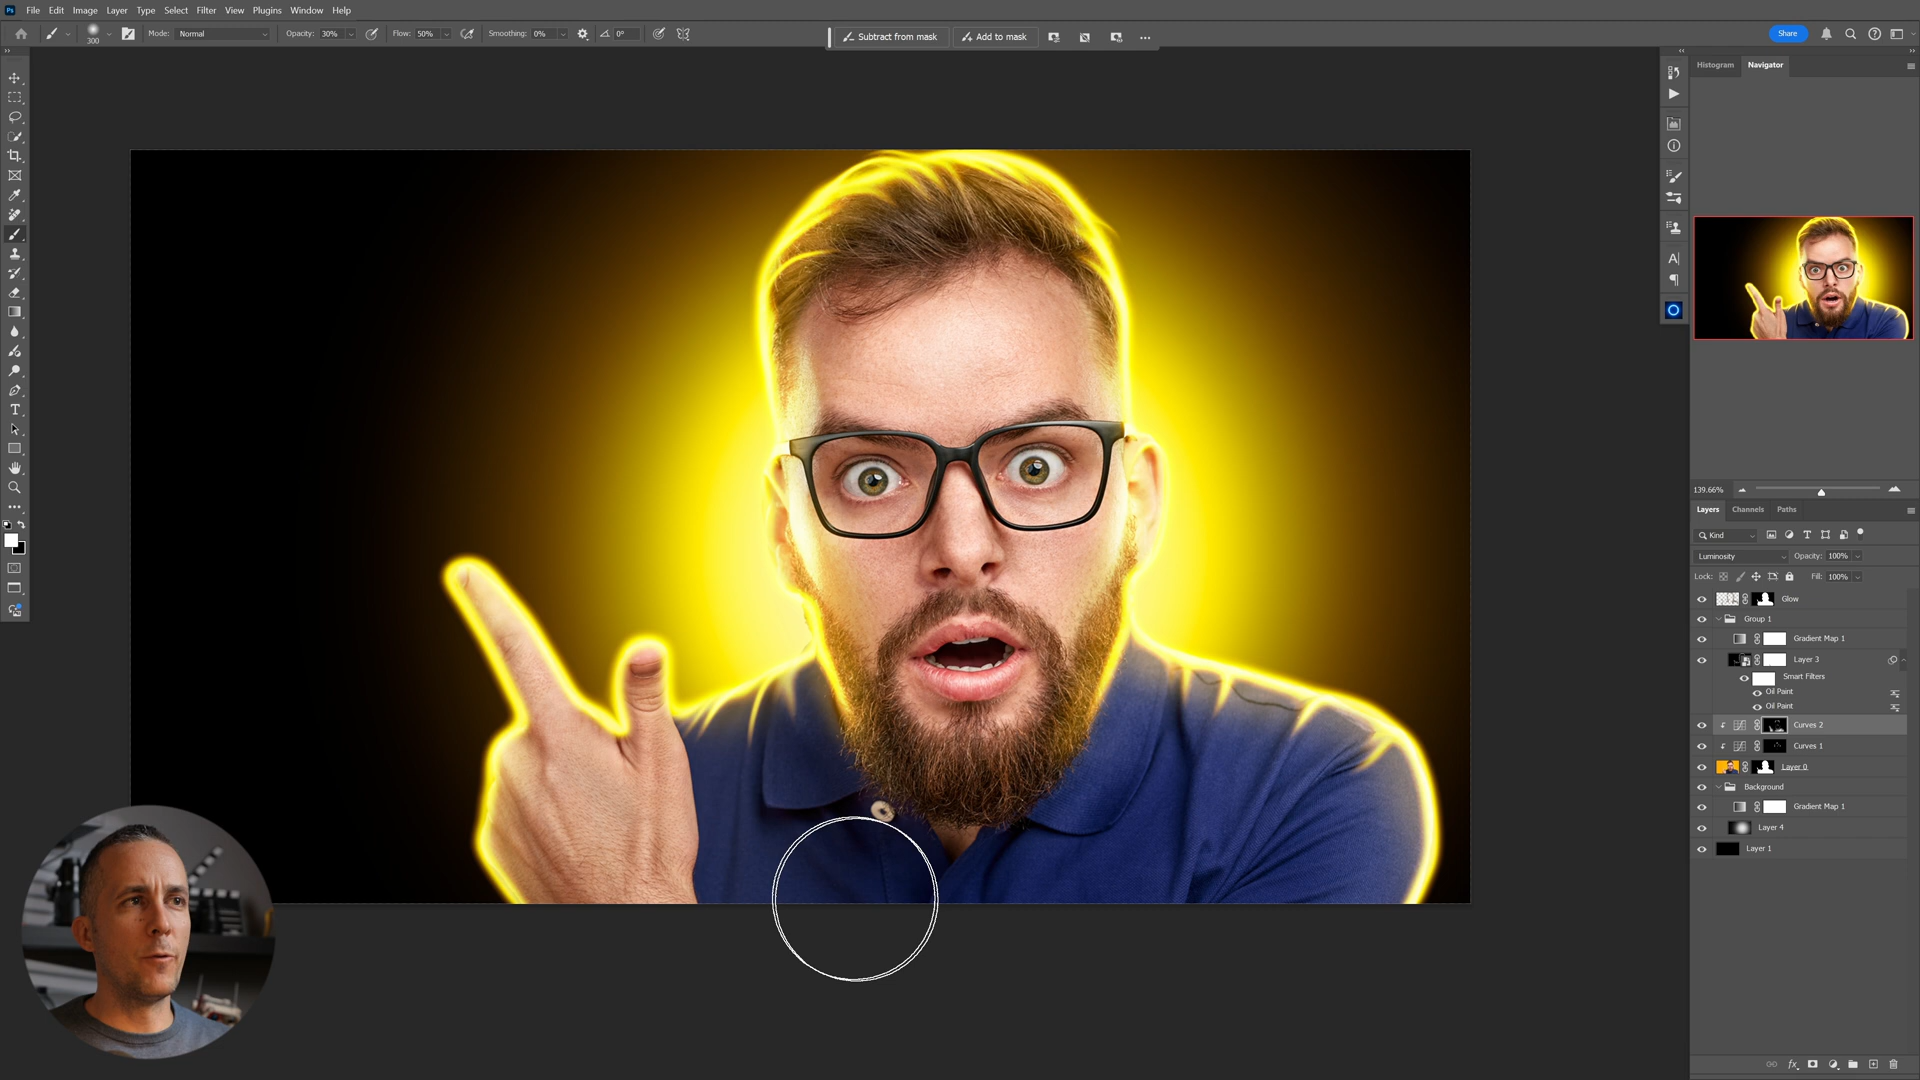 Ps File Edit Image Layer Type Select Filter View Plugins Window Help
300 Mode: Normal Opacity: 30% Flow: 50% Smoothing: 0% 0° Subtract from mask Add to mask Share
Histogram Navigator
139.66%
Layers Channels Paths
Kind
Luminosity Opacity: 100%
Lock: Fill: 100%
Glow
Group 1
Gradient Map 1
Layer 3
Smart Filters
Oil Paint
Oil Paint
Curves 2
Curves 1
Layer 0
Background
Gradient Map 1
Layer 4
Layer 1
fx